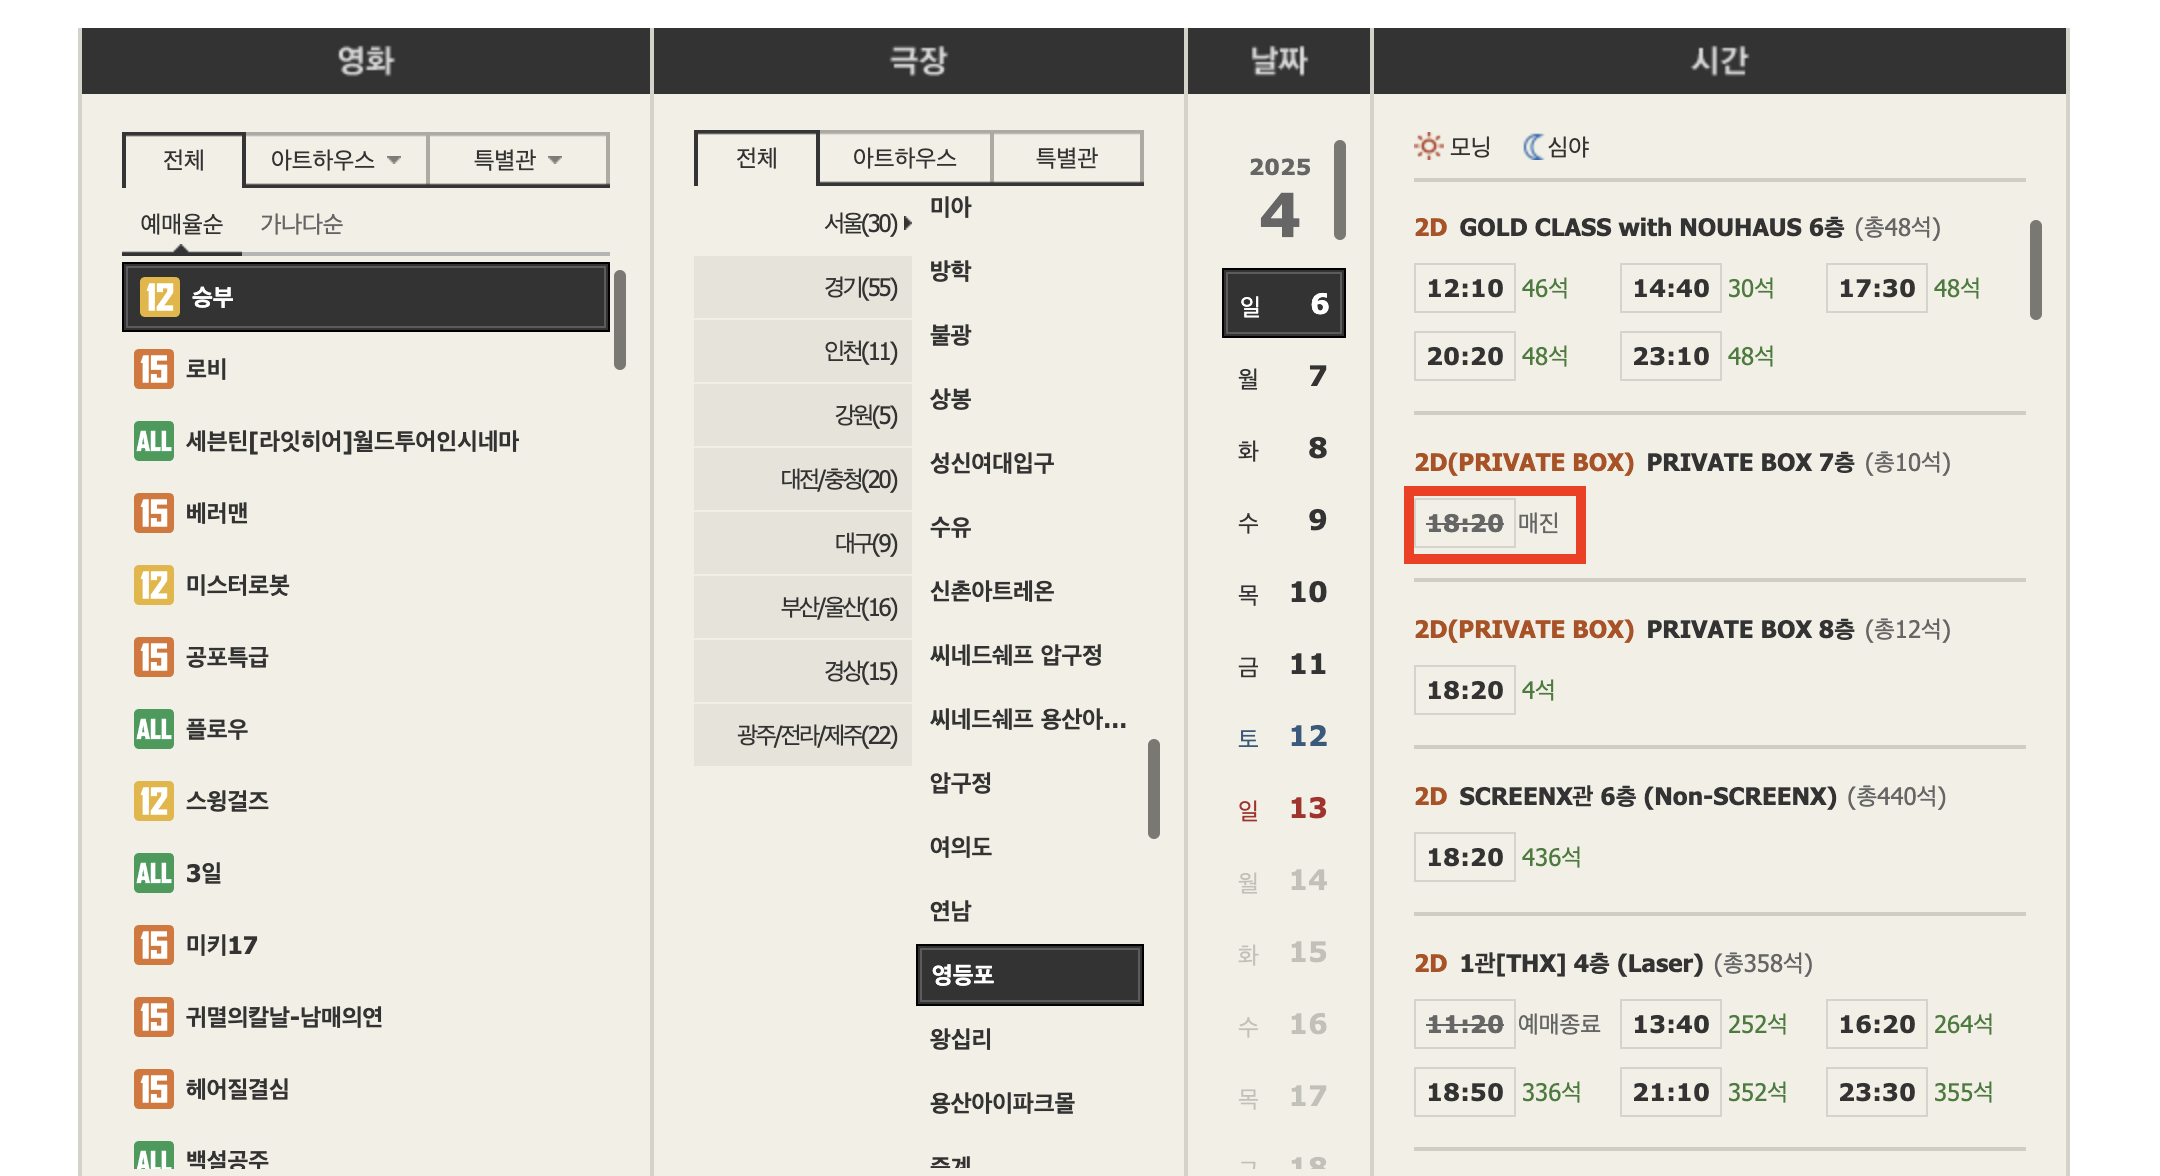 영화
극장
날짜
시간
전체
아트하우스
특별관
예매율순
가나다순
12 승부
15 로비
ALL 세븐틴[라잇히어]월드투어인시네마
15 베러맨
12 미스터로봇
15 공포특급
ALL 플로우
12 스윙걸즈
ALL 3일
15 미키17
15 귀멸의칼날-남매의연
15 헤어질결심
ALL 백설공주
전체
아트하우스
특별관
서울(30)
경기(55)
인천(11)
강원(5)
대전/충청(20)
대구(9)
부산/울산(16)
경상(15)
광주/전라/제주(22)
미아
방학
불광
상봉
성신여대입구
수유
신촌아트레온
씨네드쉐프 압구정
씨네드쉐프 용산아...
압구정
여의도
연남
영등포
왕십리
용산아이파크몰
2025
4
일 6
월 7
화 8
수 9
목 10
금 11
토 12
일 13
월 14
화 15
수 16
목 17
18
모닝 심야
2D GOLD CLASS with NOUHAUS 6층 (총48석)
12:10 46석 14:40 30석 17:30 48석
20:20 48석 23:10 48석
2D(PRIVATE BOX) PRIVATE BOX 7층 (총10석)
18:20 매진
2D(PRIVATE BOX) PRIVATE BOX 8층 (총12석)
18:20 4석
2D SCREENX관 6층 (Non-SCREENX) (총440석)
18:20 436석
2D 1관[THX] 4층 (Laser) (총358석)
11:20 예매종료 13:40 252석 16:20 264석
18:50 336석 21:10 352석 23:30 355석